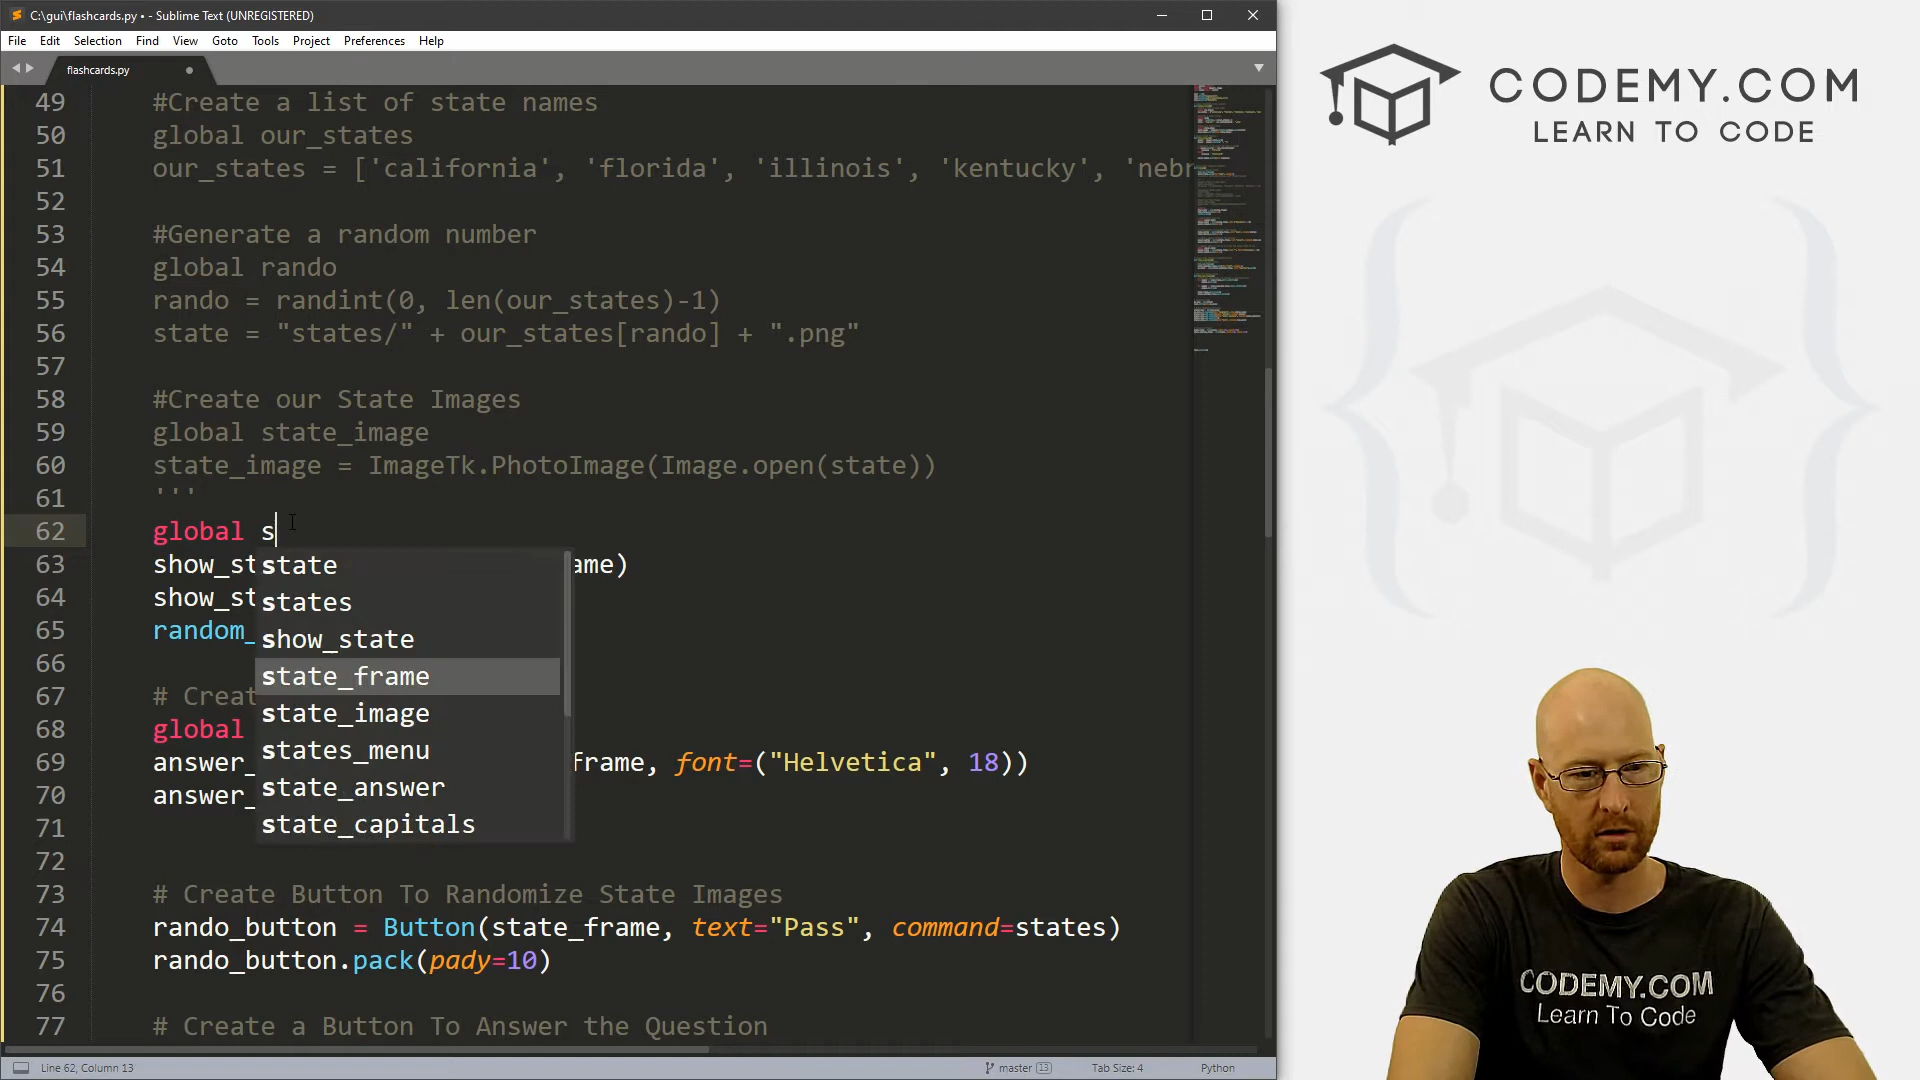 C:\gui\flashcards.py • - Sublime Text (UNREGISTERED)
File Edit Selection Find View Goto Tools Project Preferences Help
flashcards.py
49 #Create a list of state names
50 global our_states
51 our_states = ['california', 'florida', 'illinois', 'kentucky', 'nebr
52
53 #Generate a random number
54 global rando
55 rando = randint(0, len(our_states)-1)
56 state = "states/" + our_states[rando] + ".png"
57
58 #Create our State Images
59 global state_image
60 state_image = ImageTk.PhotoImage(Image.open(state))
61 '''
62 global s
63 show_st ame)
64 show_st
65 random_
66
67 # Creat
68 global
69 answer_ frame, font=("Helvetica", 18))
70 answer_
71
72
73 # Create Button To Randomize State Images
74 rando_button = Button(state_frame, text="Pass", command=states)
75 rando_button.pack(pady=10)
76
77 # Create a Button To Answer the Question
state
states
show_state
state_frame
state_image
states_menu
state_answer
state_capitals
Line 62, Column 13
master 13
Tab Size: 4
Python
CODEMY.COM
LEARN TO CODE
CODEMY.COM
Learn To Code